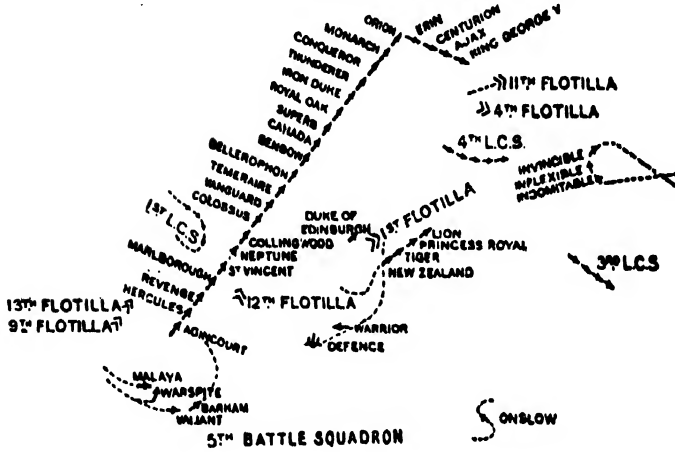 ORION
ERIN
CENTURION
AJAX
KING GEORGE V
MONARCH
CONQUEROR
THUNDERER
IRON DUKE
ROYAL OAK
SUPERB
CANADA
BENBOW
BELLEROPHON
TEMERAIRE
VANGUARD
COLOSSUS
11TH FLOTILLA
4TH FLOTILLA
4TH L.C.S.
INVINCIBLE
INFLEXIBLE
INDOMITABLE
1ST L.C.S
DUKE OF
EDINBURGH
1ST FLOTILLA
COLLINGWOOD
NEPTUNE
ST VINCENT
LION
PRINCESS ROYAL
TIGER
NEW ZEALAND
3RD L.C.S
MARLBOROUGH
REVENGE
HERCULES
AGINCOURT
13TH FLOTILLA
9TH FLOTILLA
12TH FLOTILLA
WARRIOR
DEFENCE
MALAYA
WARSPITE
BARHAM
VALIANT
5TH BATTLE SQUADRON
ONSLOW